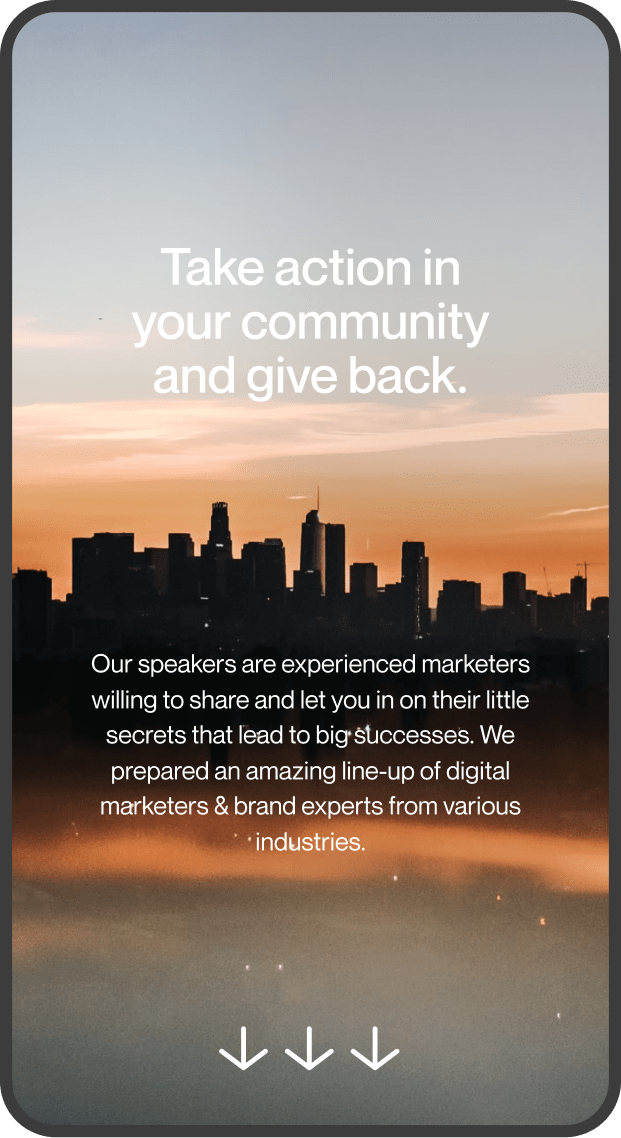 Take action in
your community
and give back.
Our speakers are experienced marketers
willing to share and let you in on their little
secrets that lead to big successes. We
prepared an amazing line-up of digital
marketers & brand experts from various
industries.